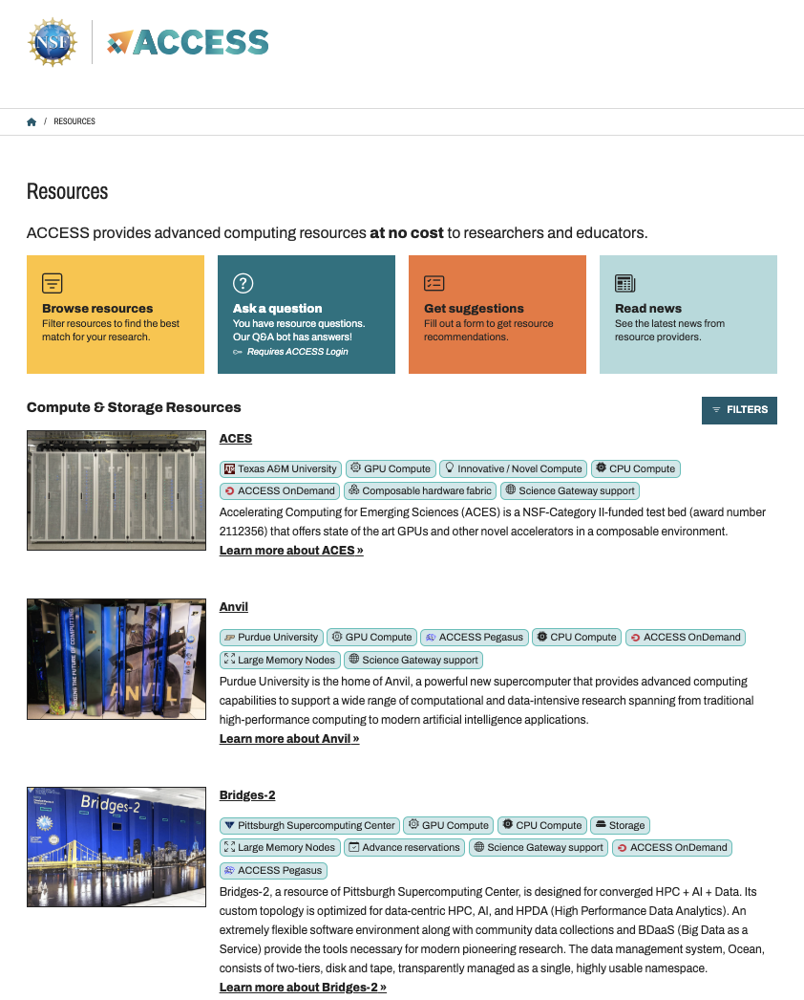 NSF ACCESS
/ RESOURCES
Resources
ACCESS provides advanced computing resources at no cost to researchers and educators.
Browse resources
Filter resources to find the best
match for your research.
Ask a question
You have resource questions.
Our Q&A bot has answers!
Requires ACCESS Login
Get suggestions
Fill out a form to get resource
recommendations.
Read news
See the latest news from
resource providers.
Compute & Storage Resources
FILTERS
ACES
Texas A&M University GPU Compute Innovative / Novel Compute CPU Compute
ACCESS OnDemand Composable hardware fabric Science Gateway support
Accelerating Computing for Emerging Sciences (ACES) is a NSF-Category II-funded test bed (award number
2112356) that offers state of the art GPUs and other novel accelerators in a composable environment.
Learn more about ACES »
ANVIL
Anvil
Purdue University GPU Compute ACCESS Pegasus CPU Compute ACCESS OnDemand
Large Memory Nodes Science Gateway support
Purdue University is the home of Anvil, a powerful new supercomputer that provides advanced computing
capabilities to support a wide range of computational and data-intensive research spanning from traditional
high-performance computing to modern artificial intelligence applications.
Learn more about Anvil »
Bridges-2
Bridges-2
Pittsburgh Supercomputing Center GPU Compute CPU Compute Storage
Large Memory Nodes Advance reservations Science Gateway support ACCESS OnDemand
ACCESS Pegasus
Bridges-2, a resource of Pittsburgh Supercomputing Center, is designed for converged HPC + AI + Data. Its
custom topology is optimized for data-centric HPC, AI, and HPDA (High Performance Data Analytics). An
extremely flexible software environment along with community data collections and BDaaS (Big Data as a
Service) provide the tools necessary for modern pioneering research. The data management system, Ocean,
consists of two-tiers, disk and tape, transparently managed as a single, highly usable namespace.
Learn more about Bridges-2 »